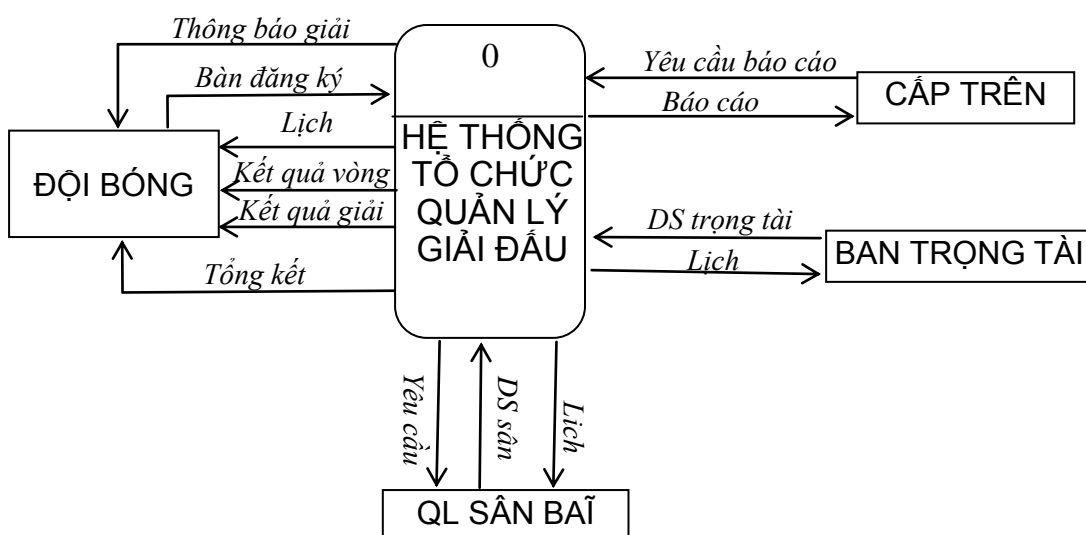 Thông báo giải
0
Yêu cầu báo cáo
Bàn đăng ký
CẤP TRÊN
Báo cáo
Lịch
HỆ THỐNG
TỔ CHỨC
QUẢN LÝ
GIẢI ĐẤU
ĐỘI BÓNG
Kết quả vòng
Kết quả giải
DS trọng tài
BAN TRỌNG TÀI
Lịch
Tổng kết
Yêu cầu
DS sân
Lich
QL SÂN BAĨ